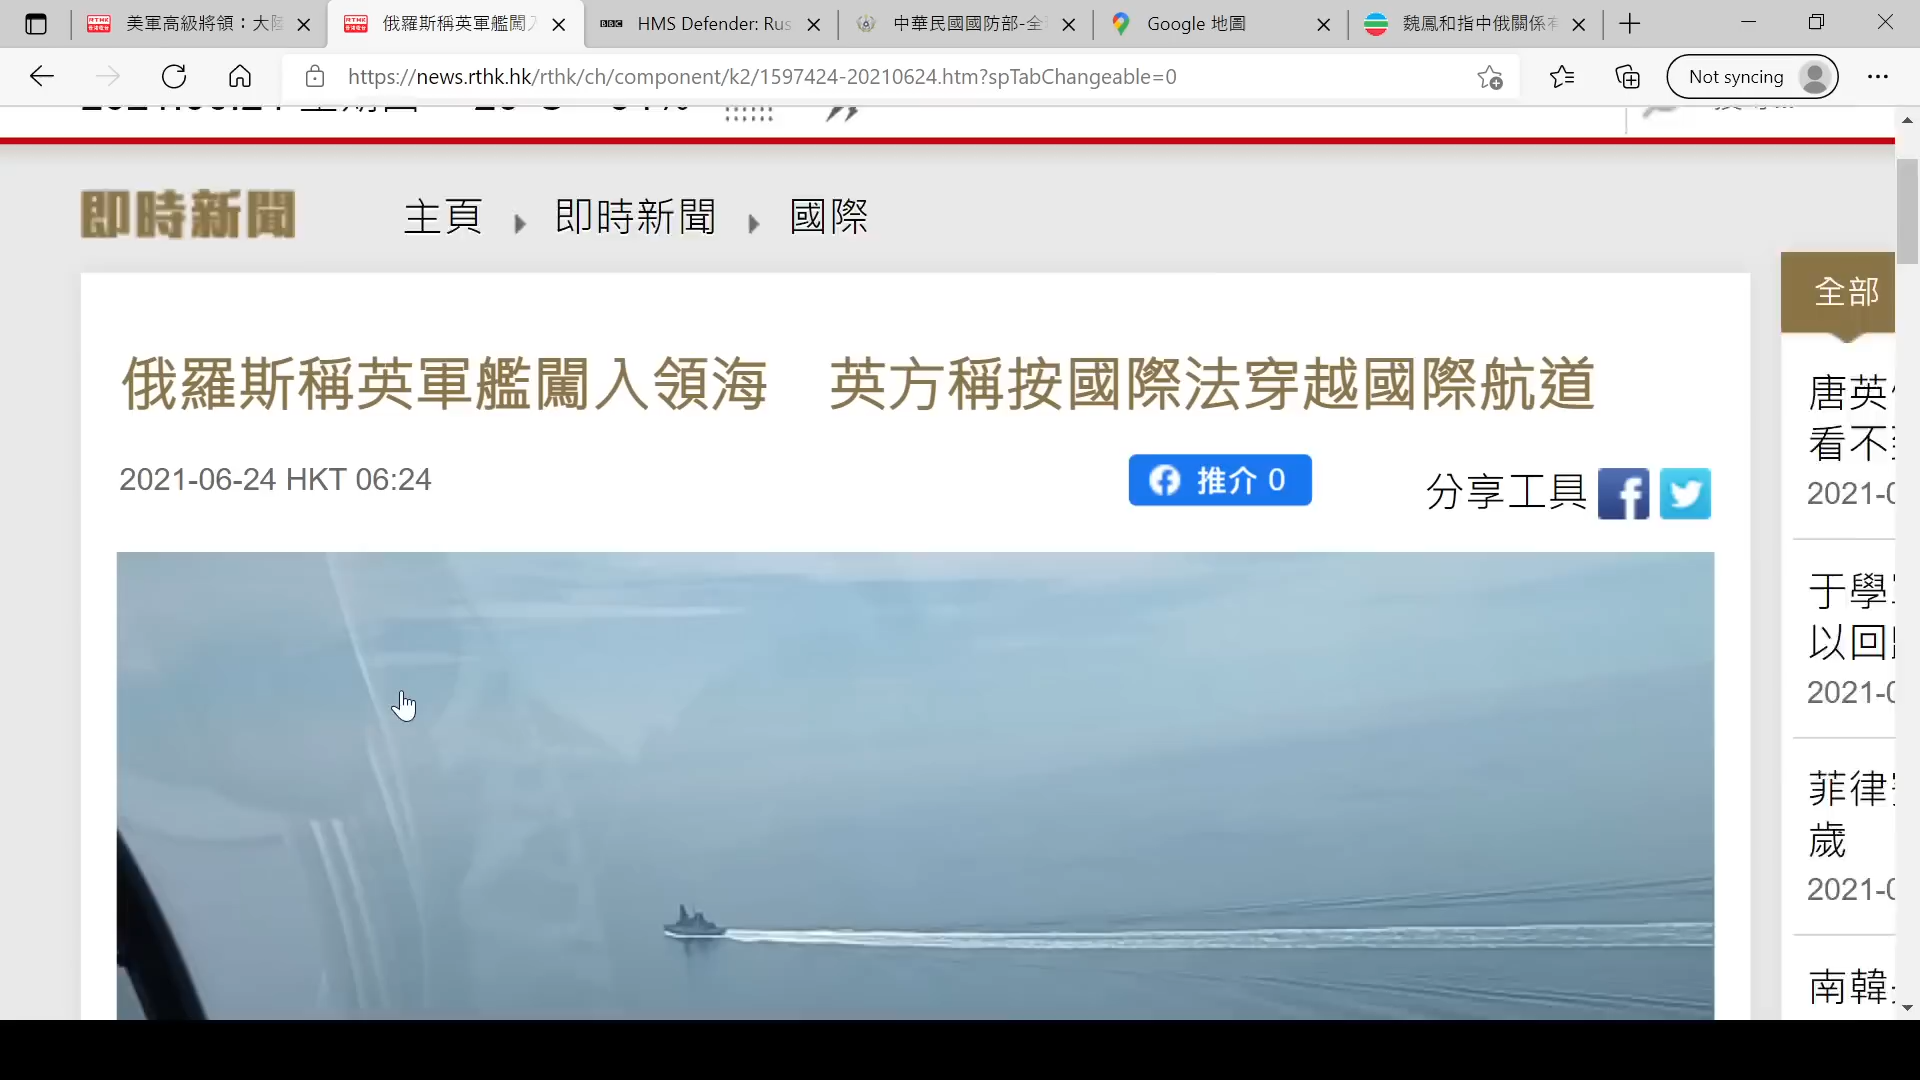 美軍高級將領：大陸
俄羅斯稱英軍艦闖入
HMS Defender: Rus
中華民國國防部-全
Google 地圖
魏鳳和指中俄關係
https://news.rthk.hk/rthk/ch/component/k2/1597424-20210624.htm?spTabChangeable=0
Not syncing
即時新聞
主頁 即時新聞 國際
全部
俄羅斯稱英軍艦闖入領海 英方稱按國際法穿越國際航道
2021-06-24 HKT 06:24
推介 0
分享工具
唐英
看不
2021-0
于學
以回
2021-0
菲律
歲
2021-0
南韓